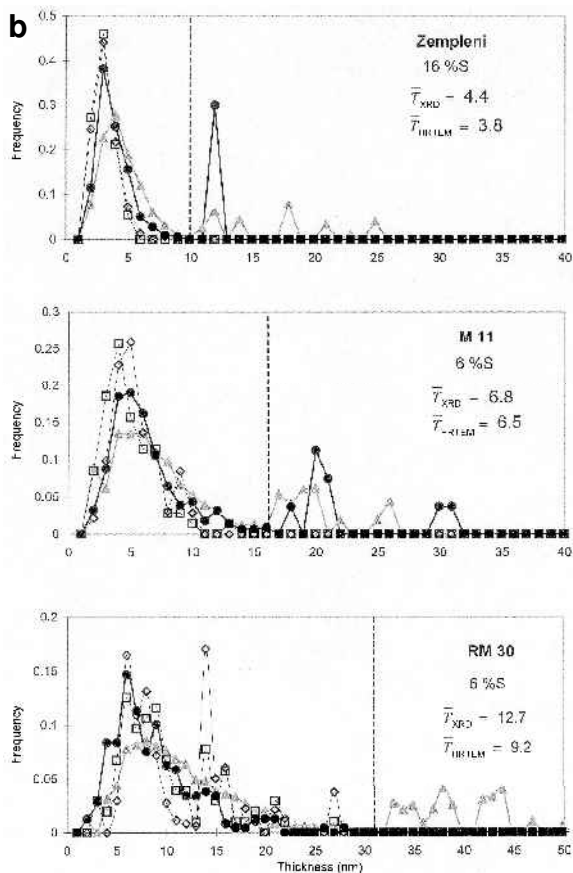 b
Zempleni
16 %S
T̅XRD – 4.4
T̅HRTEM = 3.8
Frequency
0.5
0.4
0.3
0.2
0.1
0
0 5 10 15 20 25 30 35 40
M 11
6 %S
T̅XRD – 6.8
T̅HRTEM = 6.5
Frequency
0.3
0.25
0.2
0.15
0.1
0.05
0
0 5 10 15 20 25 30 35 40
RM 30
6 %S
T̅XRD – 12.7
T̅HRTEM = 9.2
Frequency
0.2
0.15
0.1
0.05
0
0 5 10 15 20 25 30 35 40 45 50
Thickness (nm)